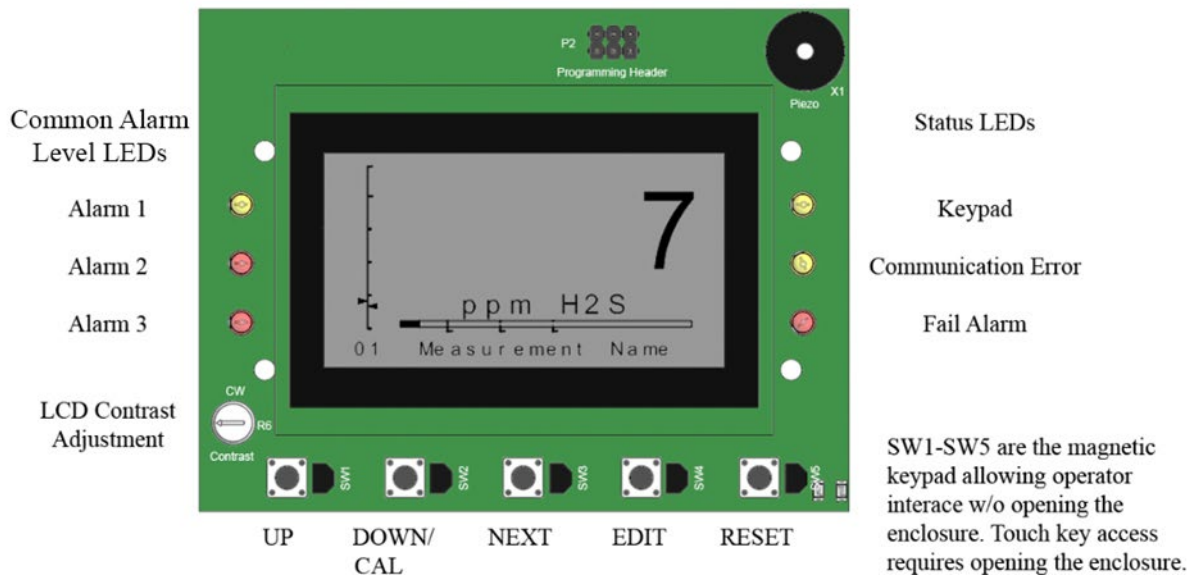 P2
Programming Header
Piezo
X1
Common Alarm
Level LEDs
Status LEDs
Alarm 1
Keypad
Alarm 2
Communication Error
Alarm 3
Fail Alarm
7
ppm H2S
01 Measurement Name
LCD Contrast
Adjustment
CW
R6
Contrast
SW1
SW2
SW3
SW4
SW5
UP
DOWN/
CAL
NEXT
EDIT
RESET
SW1-SW5 are the magnetic
keypad allowing operator
interace w/o opening the
enclosure. Touch key access
requires opening the enclosure.